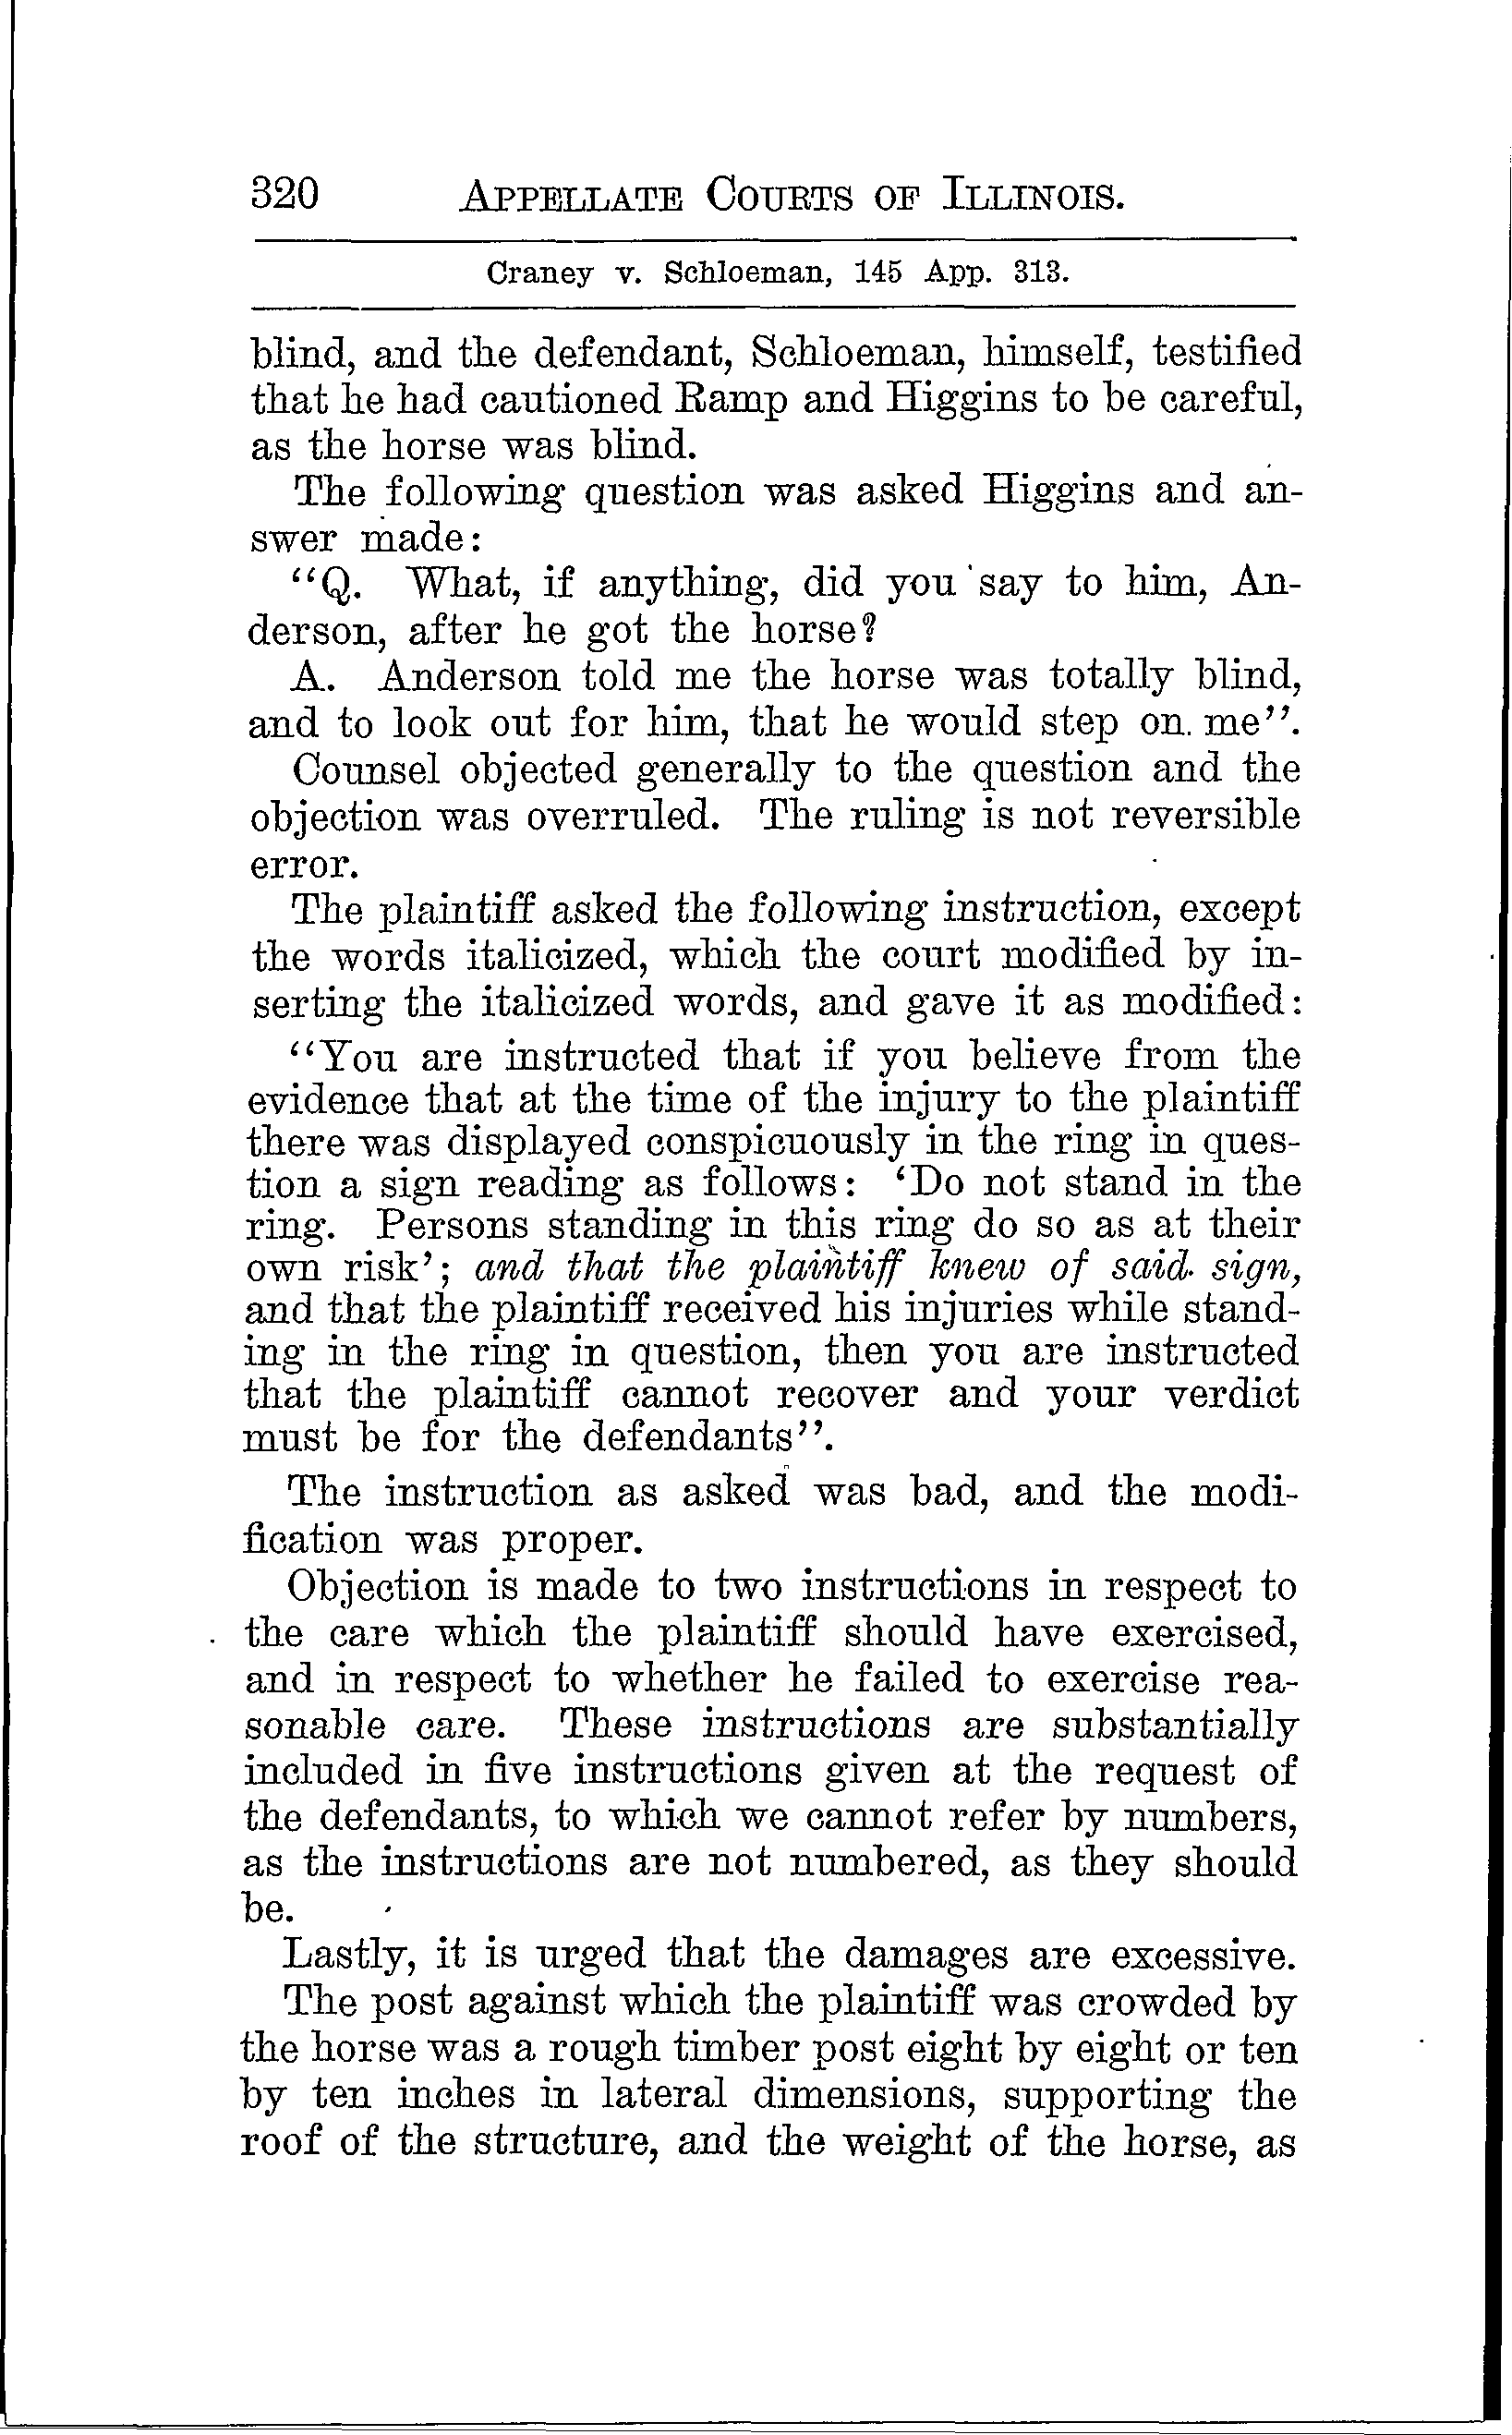 320 APPELLATE COURTS OF ILLINOIS.
Craney v. Schloeman, 145 App. 313.
blind, and the defendant, Schloeman, himself, testified
that he had cautioned Ramp and Higgins to be careful,
as the horse was blind.
The following question was asked Higgins and an-
swer made:
"Q. What, if anything, did you say to him, An-
derson, after he got the horse?
A. Anderson told me the horse was totally blind,
and to look out for him, that he would step on. me".
Counsel objected generally to the question and the
objection was overruled. The ruling is not reversible
error.
The plaintiff asked the following instruction, except
the words italicized, which the court modified by in-
serting the italicized words, and gave it as modified:
"You are instructed that if you believe from the
evidence that at the time of the injury to the plaintiff
there was displayed conspicuously in the ring in ques-
tion a sign reading as follows: 'Do not stand in the
ring. Persons standing in this ring do so as at their
own risk'; and that the plaintiff knew of said sign,
and that the plaintiff received his injuries while stand-
ing in the ring in question, then you are instructed
that the plaintiff cannot recover and your verdict
must be for the defendants".
The instruction as asked was bad, and the modi-
fication was proper.
Objection is made to two instructions in respect to
the care which the plaintiff should have exercised,
and in respect to whether he failed to exercise rea-
sonable care. These instructions are substantially
included in five instructions given at the request of
the defendants, to which we cannot refer by numbers,
as the instructions are not numbered, as they should
be.
Lastly, it is urged that the damages are excessive.
The post against which the plaintiff was crowded by
the horse was a rough timber post eight by eight or ten
by ten inches in lateral dimensions, supporting the
roof of the structure, and the weight of the horse, as